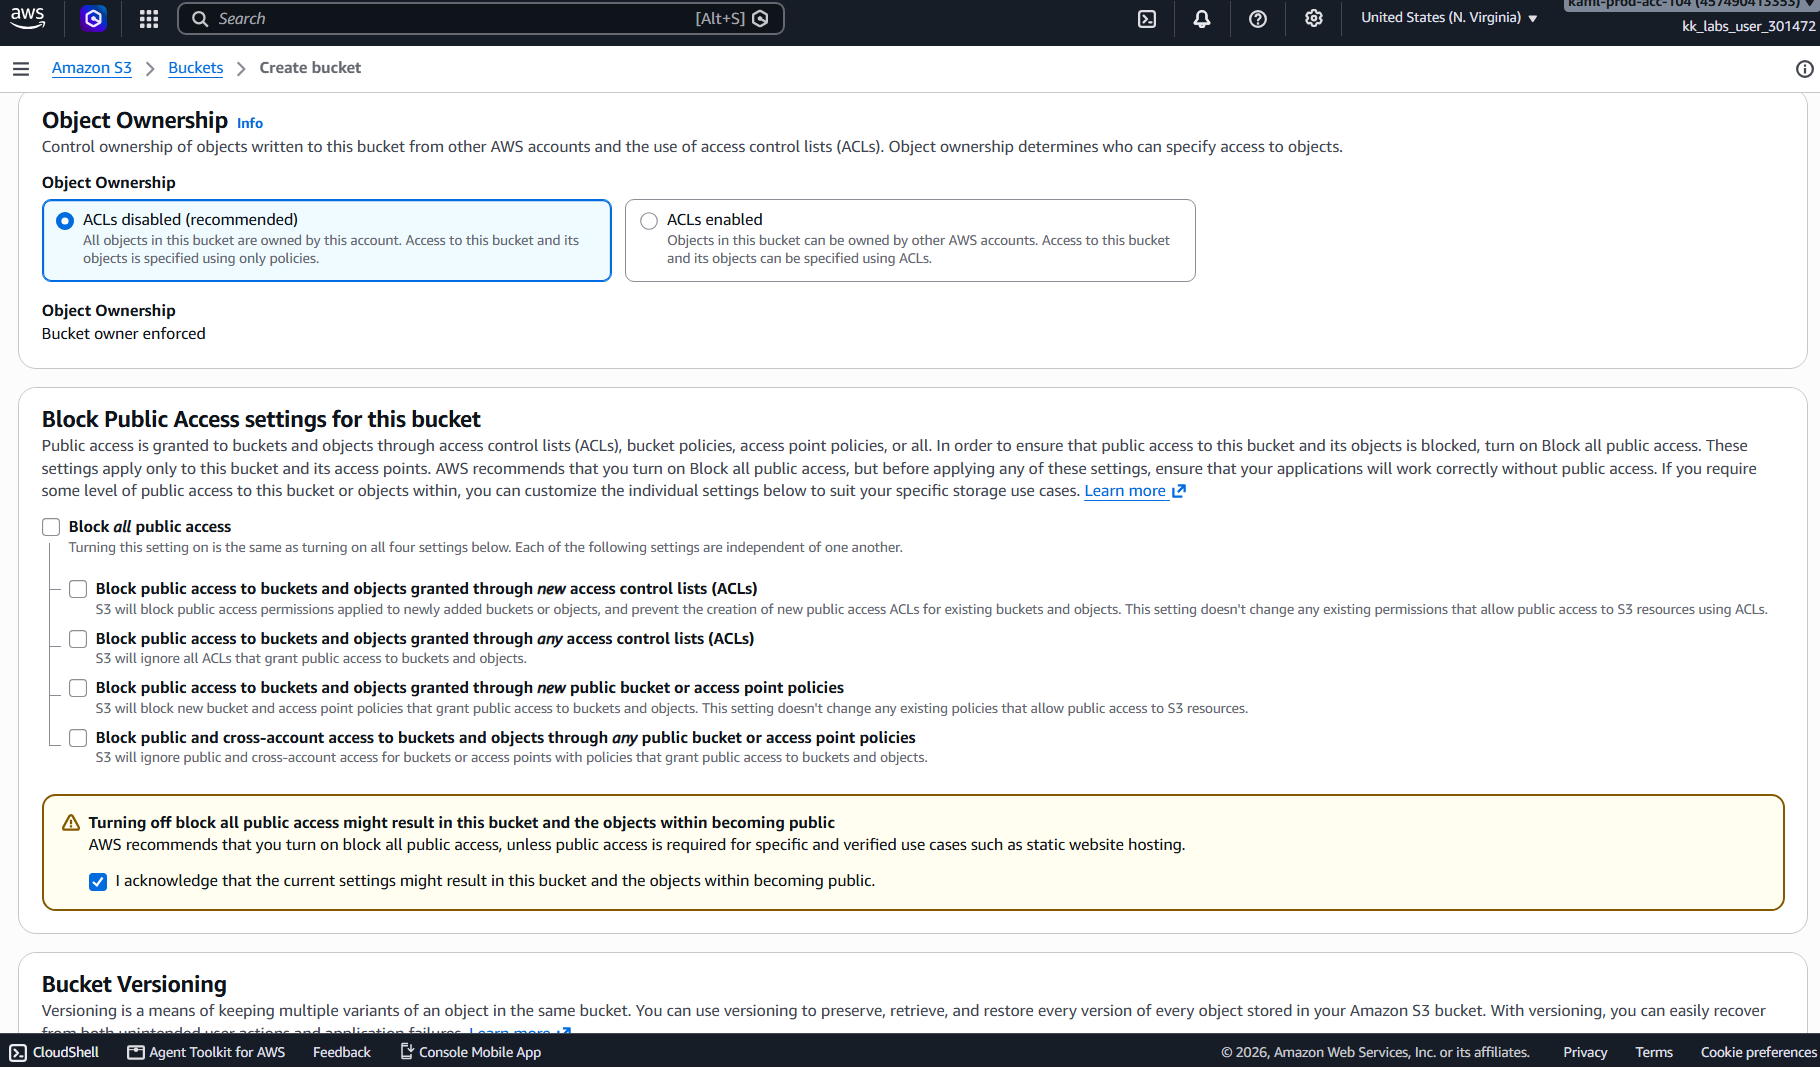 aws
Search
[Alt+S]
United States (N. Virginia)
kaml-prod-acc-104 (457490413353)
kk_labs_user_301472
Amazon S3
Buckets
Create bucket
Object Ownership Info
Control ownership of objects written to this bucket from other AWS accounts and the use of access control lists (ACLs). Object ownership determines who can specify access to objects.
Object Ownership
ACLs disabled (recommended)
All objects in this bucket are owned by this account. Access to this bucket and its
objects is specified using only policies.
ACLs enabled
Objects in this bucket can be owned by other AWS accounts. Access to this bucket
and its objects can be specified using ACLs.
Object Ownership
Bucket owner enforced
Block Public Access settings for this bucket
Public access is granted to buckets and objects through access control lists (ACLs), bucket policies, access point policies, or all. In order to ensure that public access to this bucket and its objects is blocked, turn on Block all public access. These
settings apply only to this bucket and its access points. AWS recommends that you turn on Block all public access, but before applying any of these settings, ensure that your applications will work correctly without public access. If you require
some level of public access to this bucket or objects within, you can customize the individual settings below to suit your specific storage use cases. Learn more
Block all public access
Turning this setting on is the same as turning on all four settings below. Each of the following settings are independent of one another.
Block public access to buckets and objects granted through new access control lists (ACLs)
S3 will block public access permissions applied to newly added buckets or objects, and prevent the creation of new public access ACLs for existing buckets and objects. This setting doesn't change any existing permissions that allow public access to S3 resources using ACLs.
Block public access to buckets and objects granted through any access control lists (ACLs)
S3 will ignore all ACLs that grant public access to buckets and objects.
Block public access to buckets and objects granted through new public bucket or access point policies
S3 will block new bucket and access point policies that grant public access to buckets and objects. This setting doesn't change any existing policies that allow public access to S3 resources.
Block public and cross-account access to buckets and objects through any public bucket or access point policies
S3 will ignore public and cross-account access for buckets or access points with policies that grant public access to buckets and objects.
Turning off block all public access might result in this bucket and the objects within becoming public
AWS recommends that you turn on block all public access, unless public access is required for specific and verified use cases such as static website hosting.
I acknowledge that the current settings might result in this bucket and the objects within becoming public.
Bucket Versioning
Versioning is a means of keeping multiple variants of an object in the same bucket. You can use versioning to preserve, retrieve, and restore every version of every object stored in your Amazon S3 bucket. With versioning, you can easily recover
from both unintended user actions and application failures. Learn more
CloudShell
Agent Toolkit for AWS
Feedback
Console Mobile App
© 2026, Amazon Web Services, Inc. or its affiliates.
Privacy
Terms
Cookie preferences